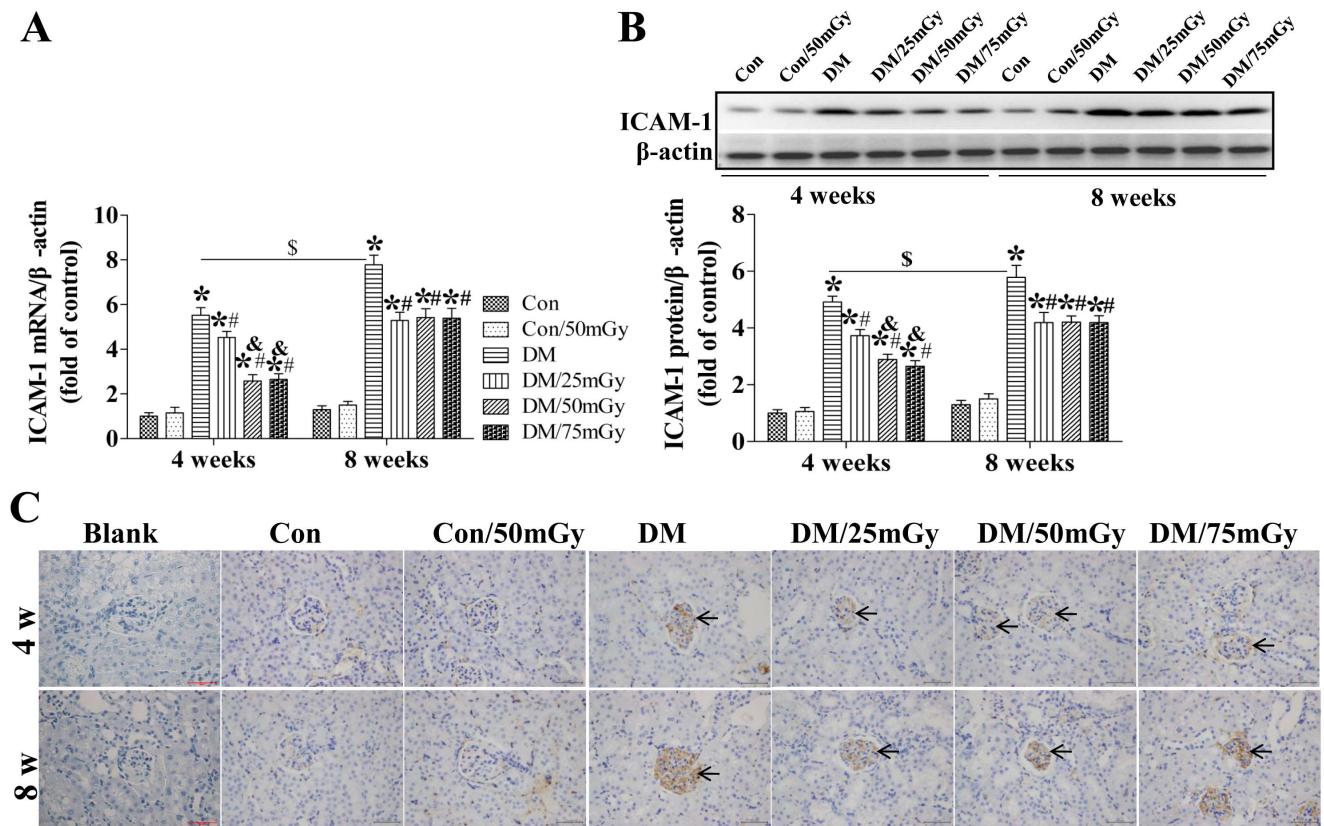 A
ICAM-1 mRNA/β -actin
(fold of control)
10
8
6
4
2
0
*
*#
&
*#
&
*#
$
*
*#
*#
*#
4 weeks
8 weeks
Con
Con/50mGy
DM
DM/25mGy
DM/50mGy
DM/75mGy
B
Con
Con/50mGy
DM
DM/25mGy
DM/50mGy
DM/75mGy
Con
Con/50mGy
DM
DM/25mGy
DM/50mGy
DM/75mGy
ICAM-1
β-actin
4 weeks
8 weeks
ICAM-1 protein/β -actin
(fold of control)
8
6
4
2
0
*
*#
&
*#
&
*#
$
*
*#
*#
*#
4 weeks
8 weeks
C
Blank
Con
Con/50mGy
DM
DM/25mGy
DM/50mGy
DM/75mGy
4 w
8 w